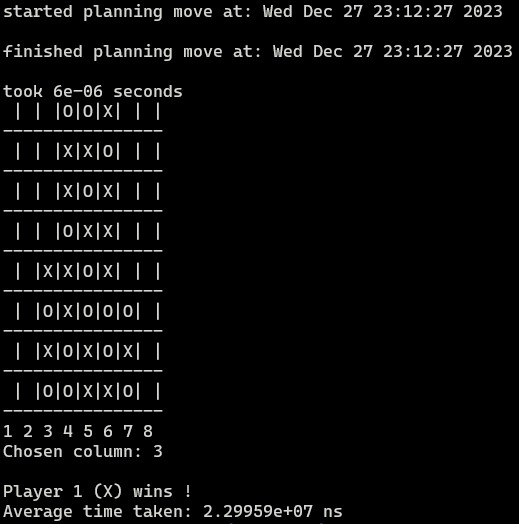 started planning move at: Wed Dec 27 23:12:27 2023
finished planning move at: Wed Dec 27 23:12:27 2023
took 6e-06 seconds
 | | |O|O|X| | |
----------------
 | | |X|X|O| | |
----------------
 | | |X|O|X| | |
----------------
 | | |O|X|X| | |
----------------
 | |X|X|O|X| | |
----------------
 | |O|X|O|O|O| |
----------------
 | |X|O|X|O|X| |
----------------
 | |O|O|X|X|O| |
----------------
1 2 3 4 5 6 7 8
Chosen column: 3
Player 1 (X) wins !
Average time taken: 2.29959e+07 ns